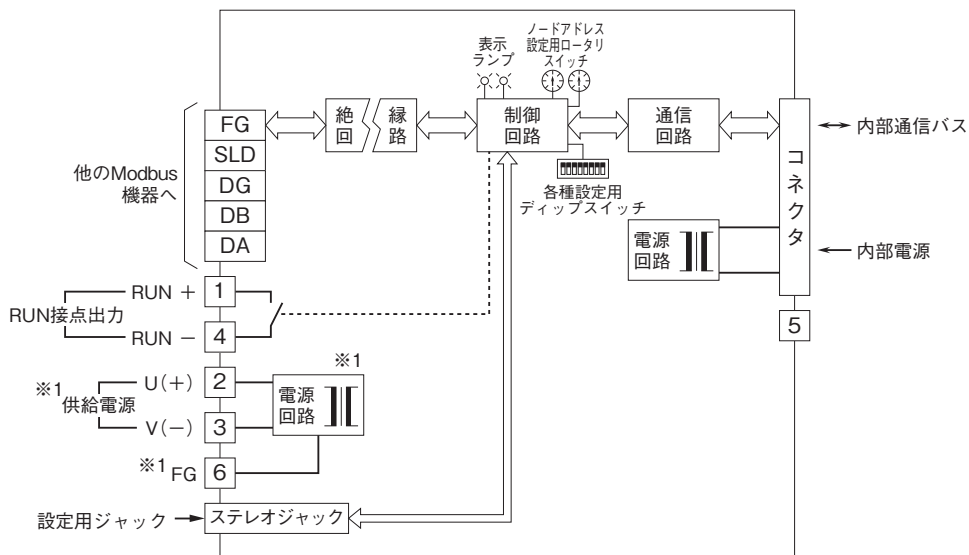 表示
ランプ
ノードアドレス
設定用ロータリ
スイッチ
他のModbus
機器へ
FG
SLD
DG
DB
DA
絶 縁
回 路
制御
回路
通信
回路
各種設定用
ディップスイッチ
コネクタ
内部通信バス
電源
回路
内部電源
5
RUN接点出力
RUN +
1
RUN −
4
※1
供給電源
U(+)
2
V(−)
3
※1
電源
回路
※1 FG
6
設定用ジャック
ステレオジャック